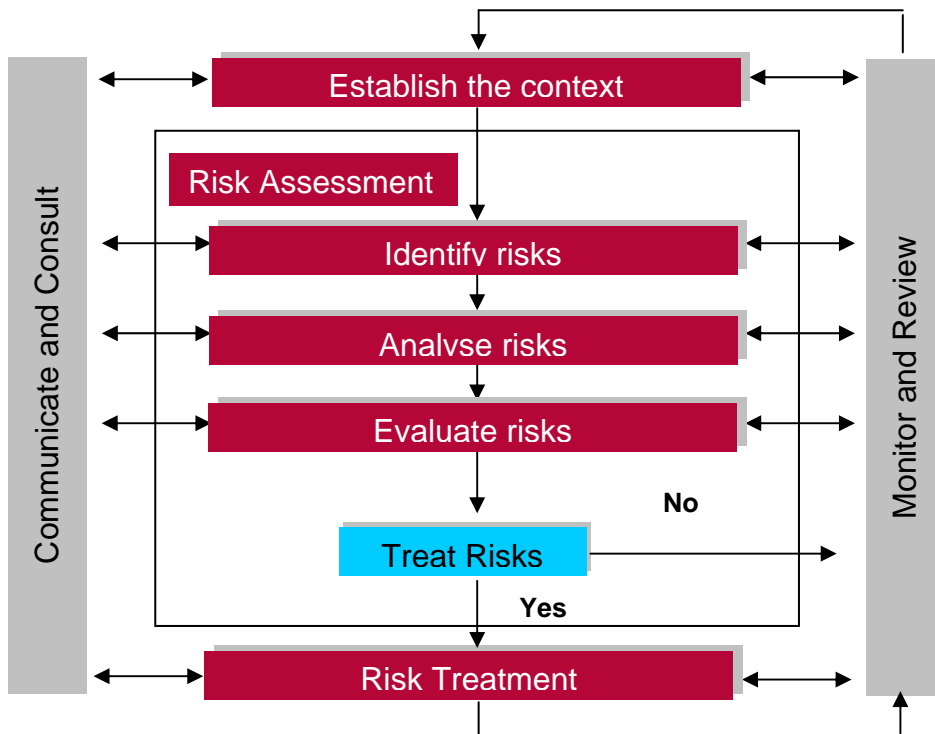 Establish the context
Risk Assessment
Identify risks
Analyse risks
Evaluate risks
No
Treat Risks
Yes
Risk Treatment
Communicate and Consult
Monitor and Review